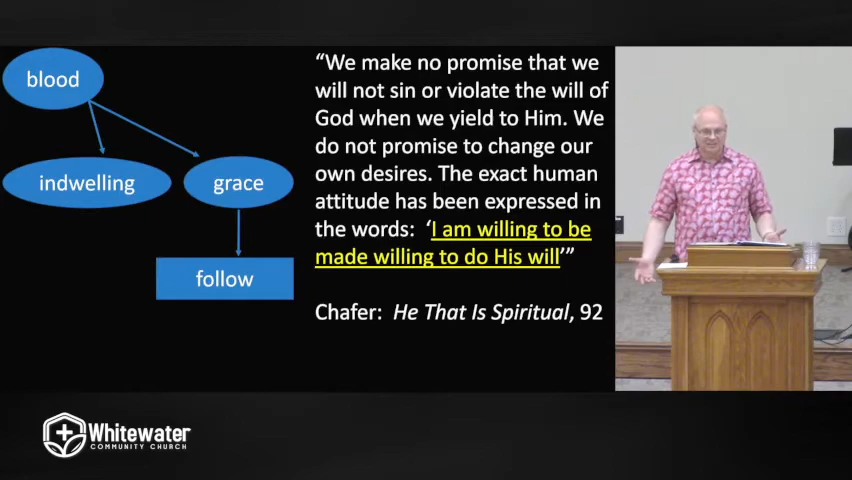 blood
indwelling
grace
follow
“We make no promise that we
will not sin or violate the will of
God when we yield to Him. We
do not promise to change our
own desires. The exact human
attitude has been expressed in
the words:  ‘I am willing to be
made willing to do His will’”
Chafer:  He That Is Spiritual, 92
Whitewater
COMMUNITY CHURCH